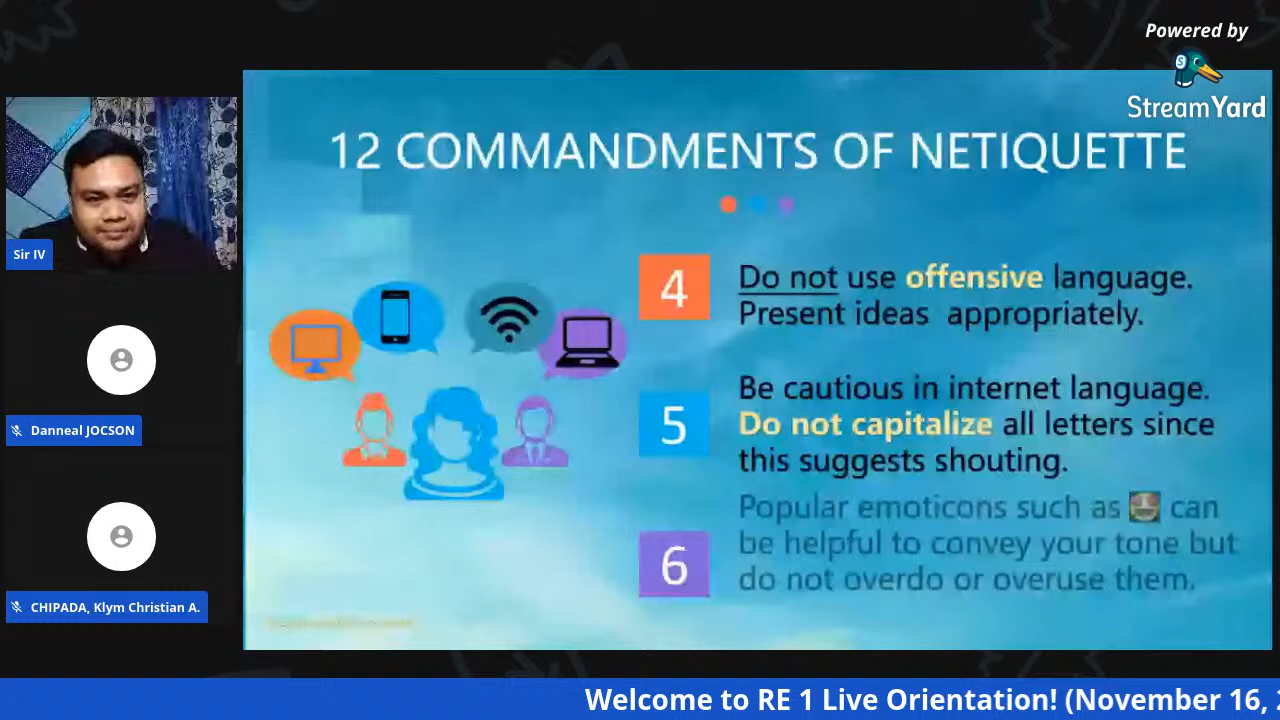 Powered by
S
StreamYard
12 COMMANDMENTS OF NETIQUETTE
Sir IV
4
Do not use offensive language.
Present ideas appropriately.
5
Be cautious in internet language.
Do not capitalize all letters since
this suggests shouting.
6
Popular emoticons such as 🤩 can
be helpful to convey your tone but
do not overdo or overuse them.
Danneal JOCSON
CHIPADA, Klym Christian A.
Welcome to RE 1 Live Orientation! (November 16,